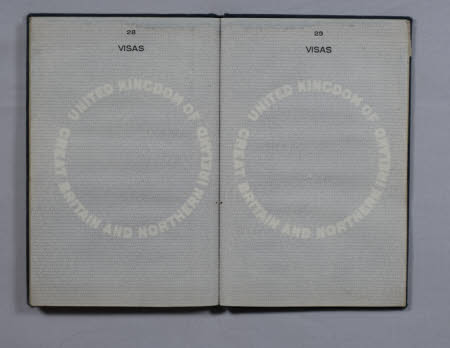 28
VISAS
UNITED KINGDOM OF
GREAT BRITAIN AND NORTHERN IRELAND
29
VISAS
UNITED KINGDOM OF
GREAT BRITAIN AND NORTHERN IRELAND